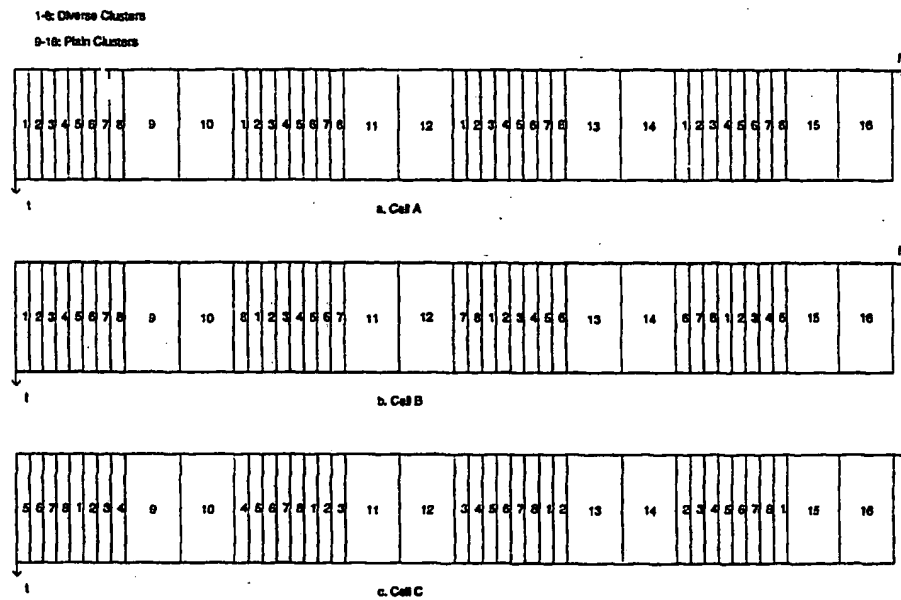 1-8: Diverse Clusters
9-16: Plain Clusters
f
1 2 3 4 5 6 7 8 9 10 1 2 3 4 5 6 7 8 11 12 1 2 3 4 5 6 7 8 13 14 1 2 3 4 5 6 7 8 15 16
t
a. Cell A
f
1 2 3 4 5 6 7 8 9 10 8 1 2 3 4 5 6 7 11 12 7 8 1 2 3 4 5 6 13 14 6 7 8 1 2 3 4 5 15 16
t
b. Cell B
5 6 7 8 1 2 3 4 9 10 4 5 6 7 8 1 2 3 11 12 3 4 5 6 7 8 1 2 13 14 2 3 4 5 6 7 8 1 15 16
t
c. Cell C